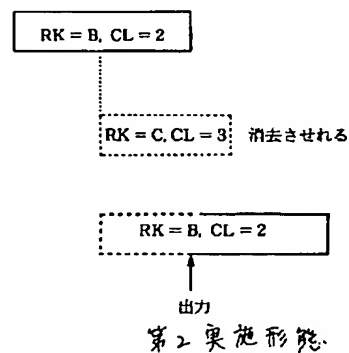 RK = B, CL = 2
RK = C, CL = 3 消去させれる
RK = B, CL = 2
出力
第2実施形態.